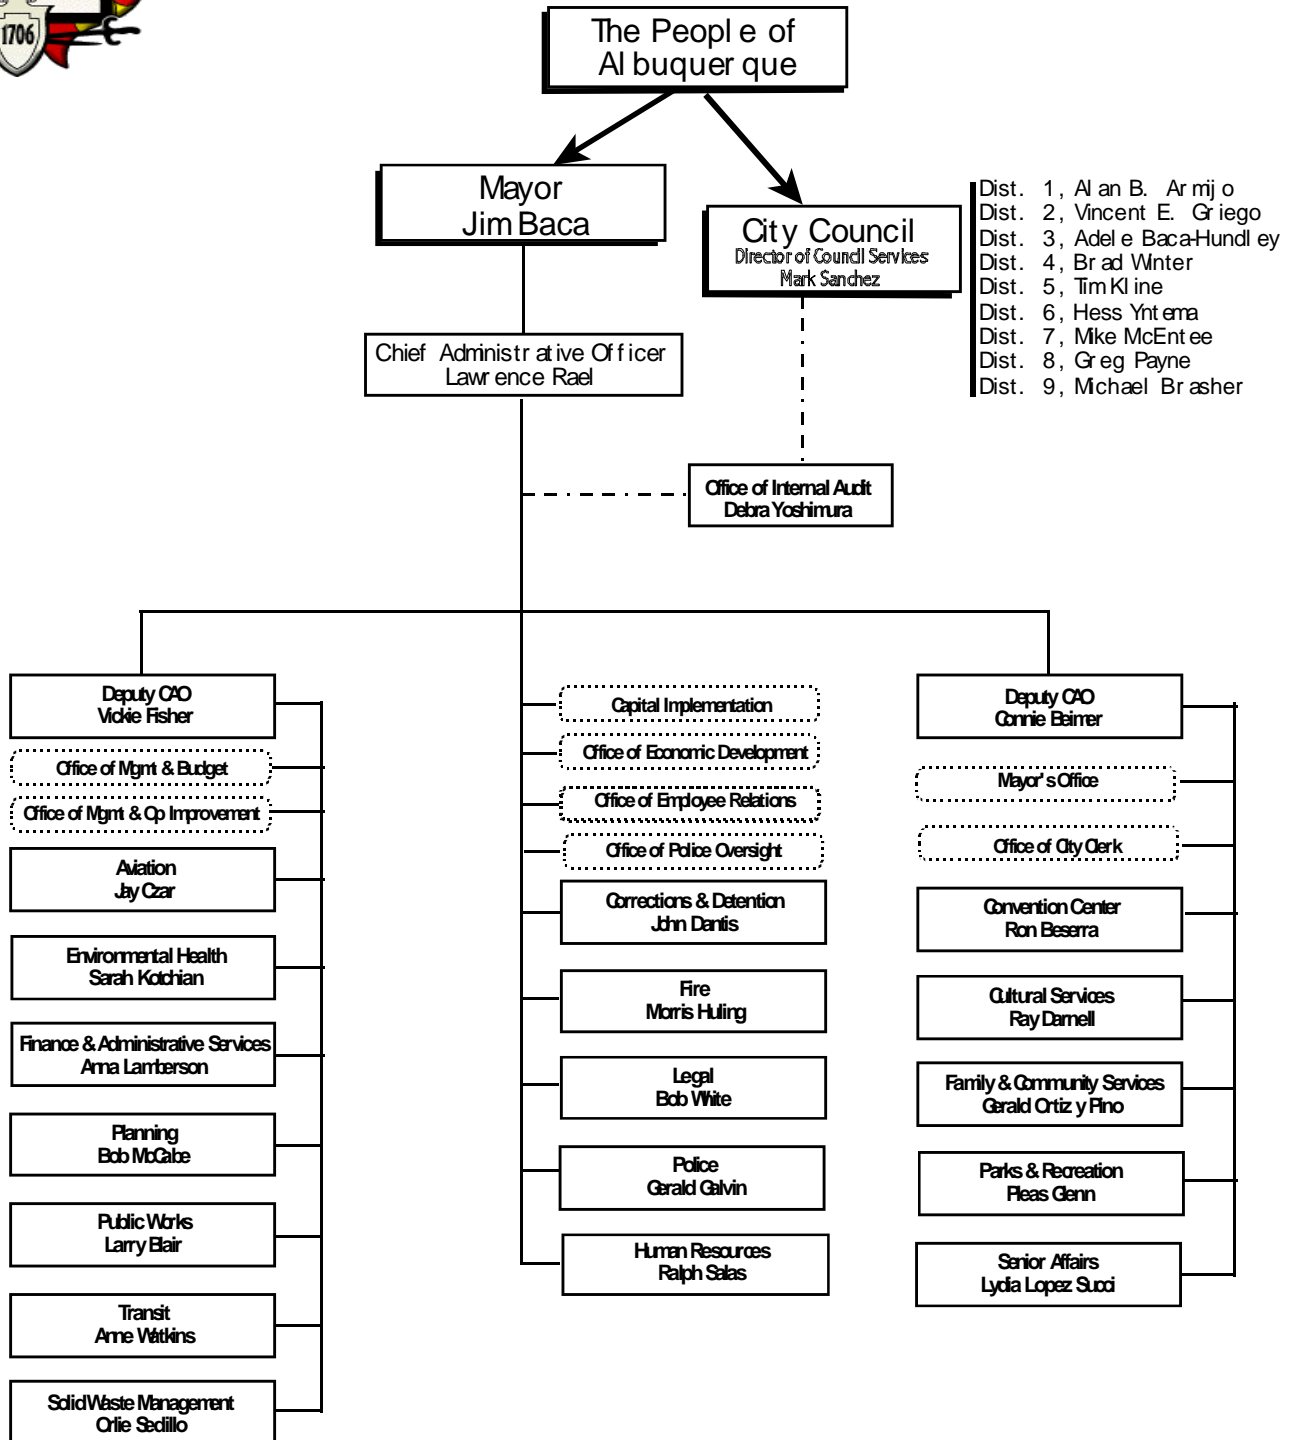 1706
The People of
Albuquerque
Mayor
Jim Baca
City Council
Director of Council Services
Mark Sanchez
Dist. 1, Alan B. Armijo
Dist. 2, Vincent E. Griego
Dist. 3, Adele Baca-Hundley
Dist. 4, Brad Winter
Dist. 5, Tim Kline
Dist. 6, Hess Yntema
Dist. 7, Mike McEntee
Dist. 8, Greg Payne
Dist. 9, Michael Brasher
Chief Administrative Officer
Lawrence Rael
Office of Internal Audit
Debra Yoshimura
Deputy CAO
Vickie Fisher
Office of Mgmt & Budget
Office of Mgmt & Op Improvement
Aviation
Jay Czar
Environmental Health
Sarah Kotchian
Finance & Administrative Services
Anna Lamberson
Planning
Bob McCabe
Public Works
Larry Blair
Transit
Anne Watkins
Solid Waste Management
Orlie Sedillo
Capital Implementation
Office of Economic Development
Office of Employee Relations
Office of Police Oversight
Corrections & Detention
John Dantis
Fire
Morris Huling
Legal
Bob White
Police
Gerald Galvin
Human Resources
Ralph Salas
Deputy CAO
Connie Beimer
Mayor's Office
Office of City Clerk
Convention Center
Ron Beserra
Cultural Services
Ray Darnell
Family & Community Services
Gerald Ortiz y Pino
Parks & Recreation
Pleas Glenn
Senior Affairs
Lydia Lopez Succi